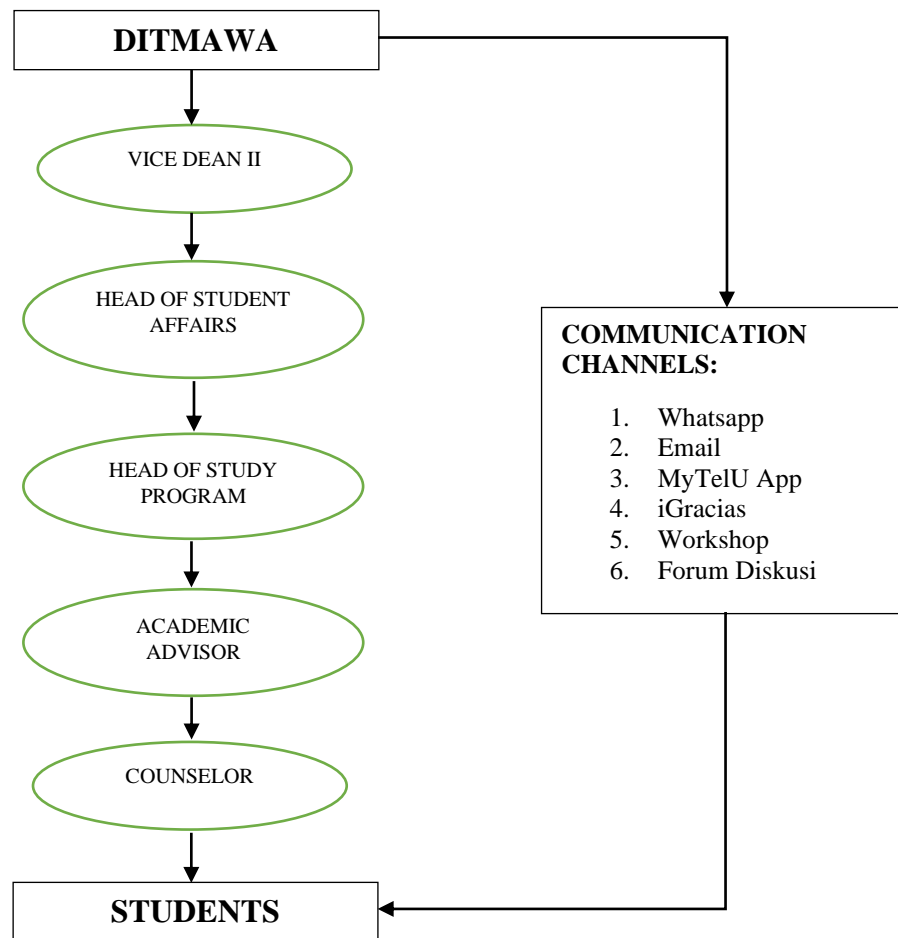 DITMAWA
VICE DEAN II
HEAD OF STUDENT
AFFAIRS
HEAD OF STUDY
PROGRAM
ACADEMIC
ADVISOR
COUNSELOR
STUDENTS
COMMUNICATION
CHANNELS:
1. Whatsapp
2. Email
3. MyTelU App
4. iGracias
5. Workshop
6. Forum Diskusi